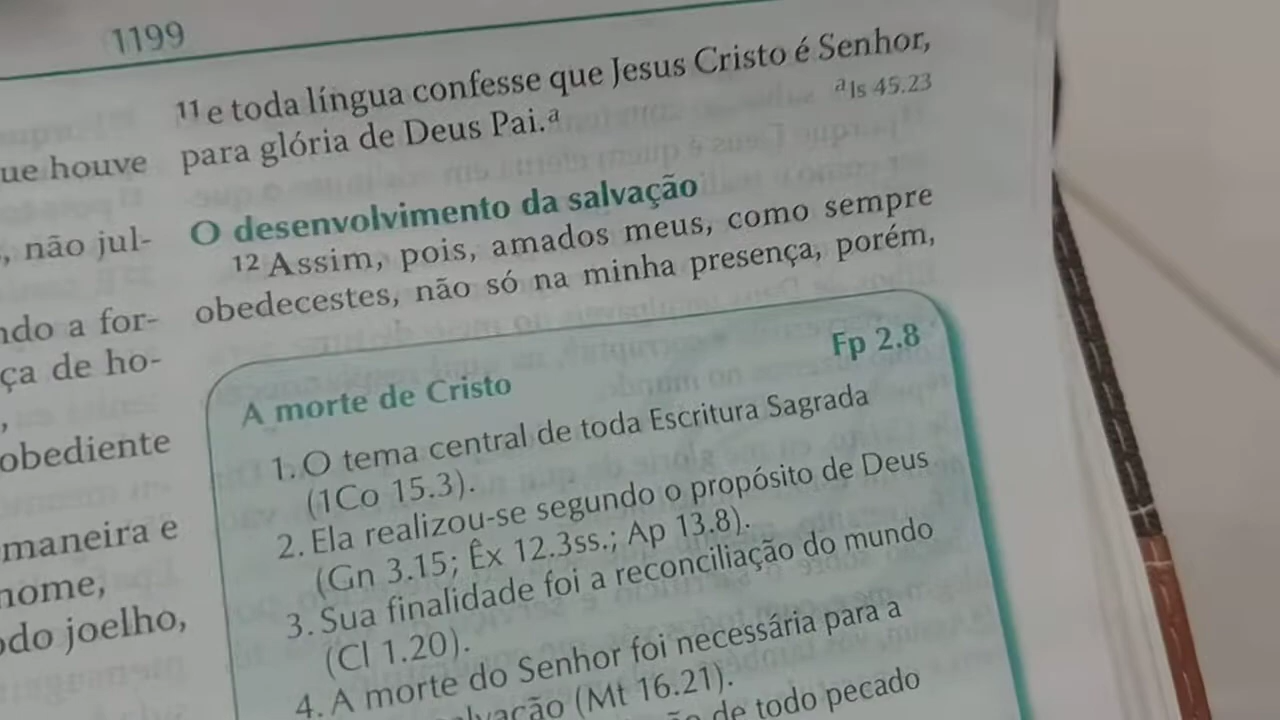 1199
ue houve
, não jul-
ndo a for-
ça de ho-
,
obediente
maneira e
nome,
odo joelho,
11 e toda língua confesse que Jesus Cristo é Senhor,
para glória de Deus Pai.a
a Is 45.23
O desenvolvimento da salvação
12 Assim, pois, amados meus, como sempre
obedecestes, não só na minha presença, porém,
Fp 2.8
A morte de Cristo
1. O tema central de toda Escritura Sagrada
(1Co 15.3).
2. Ela realizou-se segundo o propósito de Deus
(Gn 3.15; Êx 12.3ss.; Ap 13.8).
3. Sua finalidade foi a reconciliação do mundo
(Cl 1.20).
4. A morte do Senhor foi necessária para a
lvação (Mt 16.21).
de todo pecado